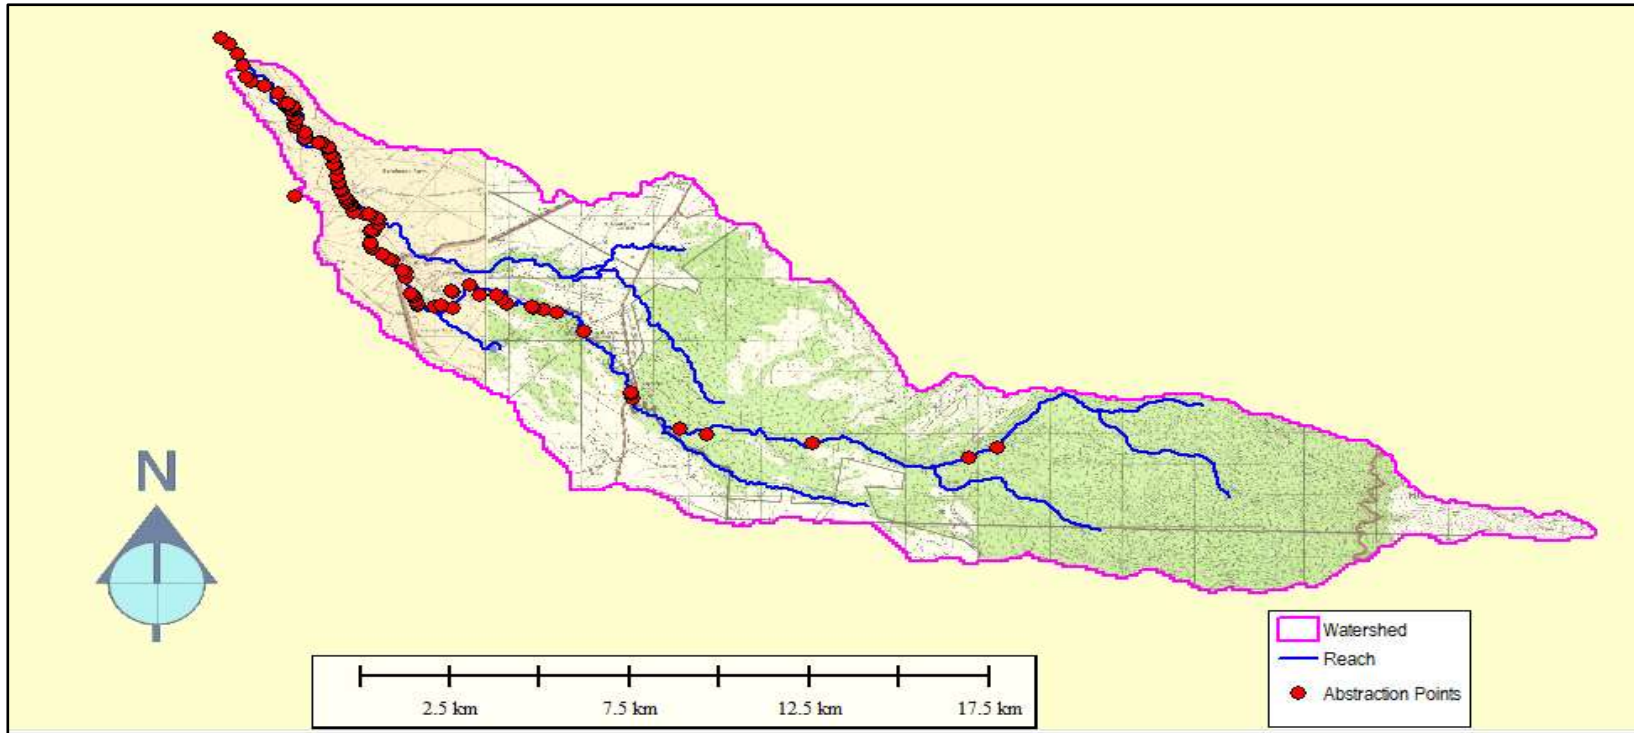 N
2.5 km
7.5 km
12.5 km
17.5 km
Watershed
Reach
Abstraction Points